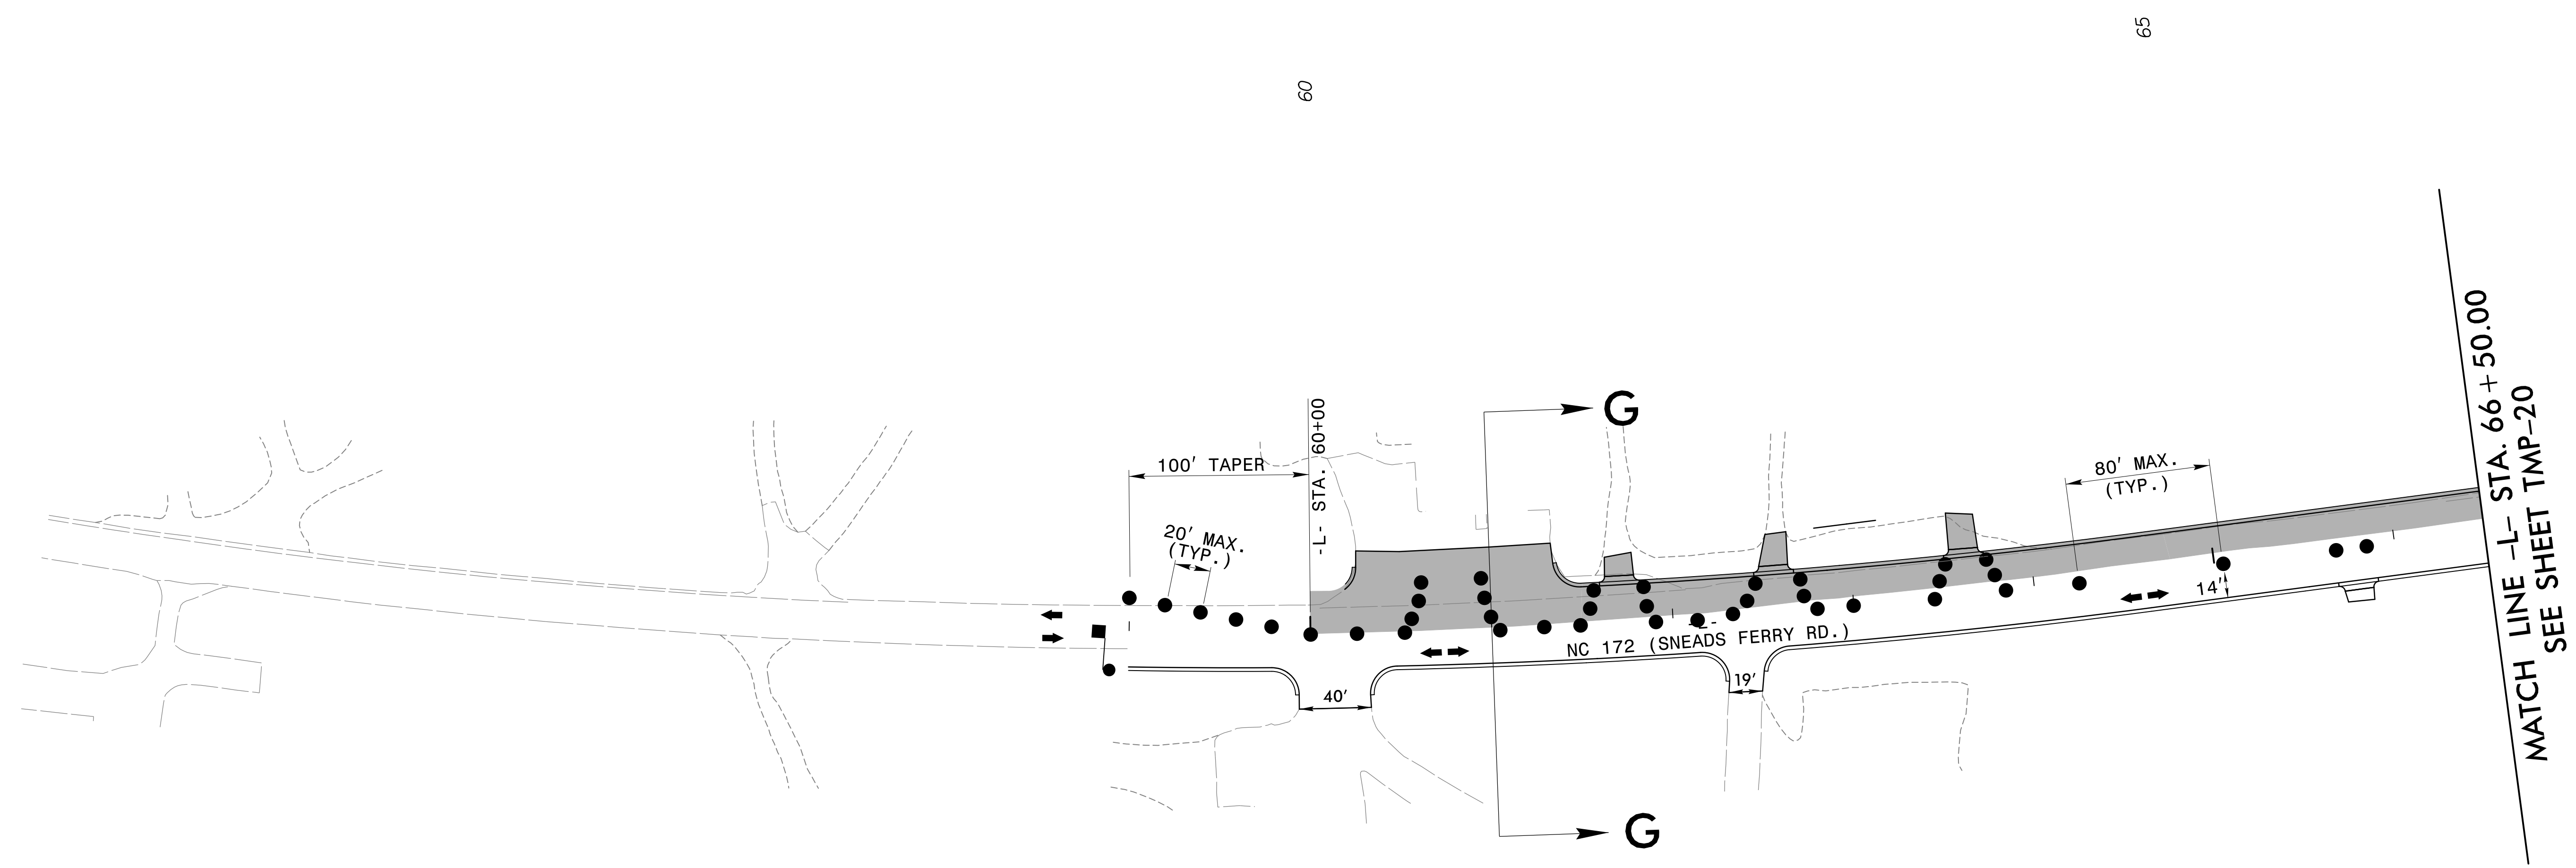 65
60
G
-L- STA. 60+00
100' TAPER
20' MAX.
(TYP.)
80' MAX.
(TYP.)
14'
-L-
NC 172 (SNEADS FERRY RD.)
40'
19'
G
MATCH LINE -L- STA. 66+50.00
SEE SHEET TMP-20